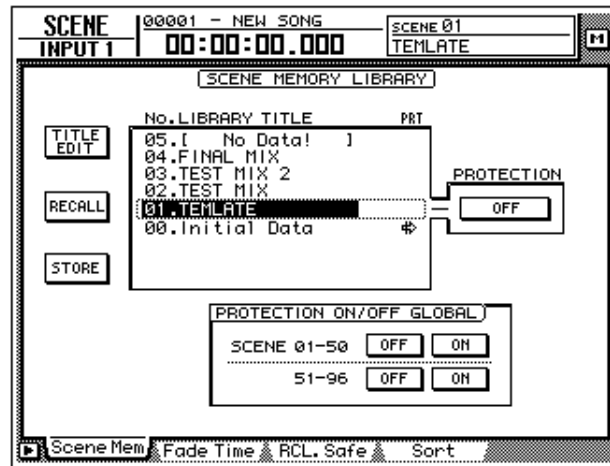 SCENE
INPUT 1
00001 - NEW SONG
00:00:00.000
SCENE 01
TEMLATE
M
SCENE MEMORY LIBRARY
No.LIBRARY TITLE PRT
TITLE EDIT
05.[ No Data! ]
04.FINAL MIX
03.TEST MIX 2
02.TEST MIX
01.TEMLATE
00.Initial Data
RECALL
STORE
PROTECTION
OFF
PROTECTION ON/OFF GLOBAL
SCENE 01-50 OFF ON
51-96 OFF ON
Scene Mem Fade Time RCL. Safe Sort